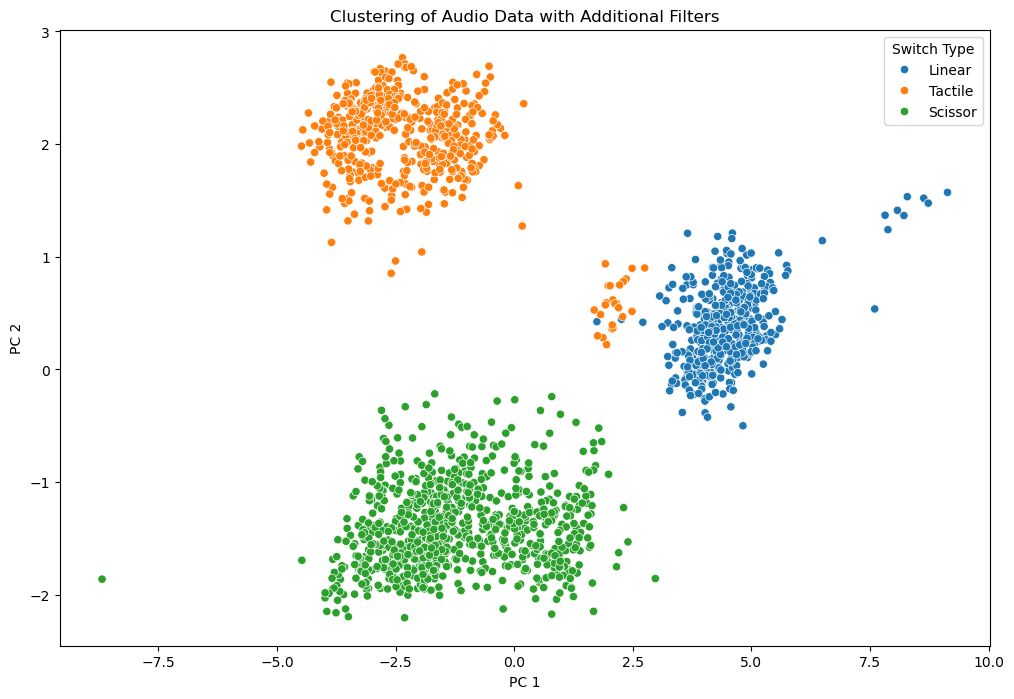 Clustering of Audio Data with Additional Filters
3
2
1
0
−1
−2
PC 2
−7.5 −5.0 −2.5 0.0 2.5 5.0 7.5 10.0
PC 1
Switch Type
Linear
Tactile
Scissor